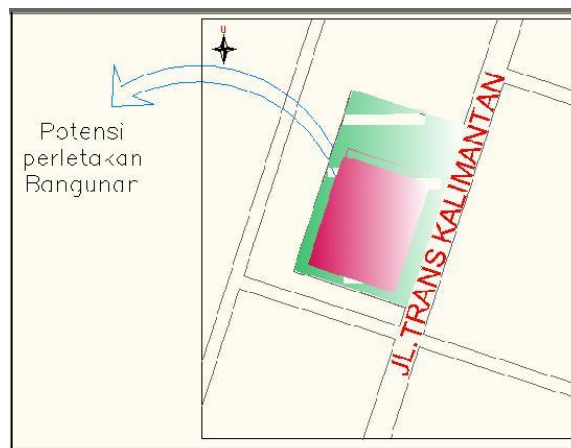 u
Potensi
perletakan
Bangunan
JL. TRANS KALIMANTAN